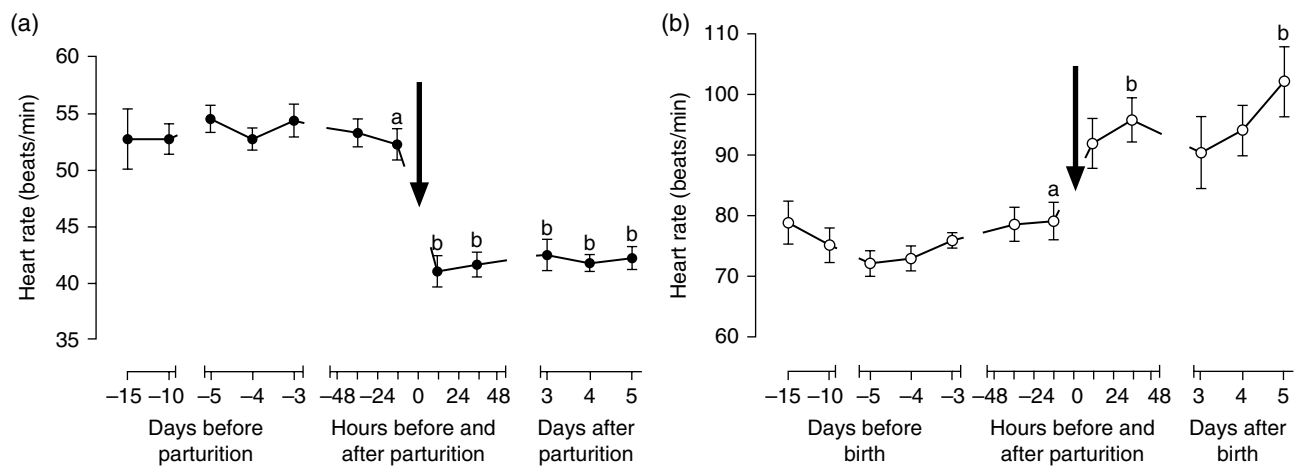 (a)
60
55
50
45
40
35
Heart rate (beats/min)
a
b
b
b
b
b
−15 −10 −5 −4 −3 −48 −24 0 24 48 3 4 5
Days before
parturition
Hours before and
after parturition
Days after
parturition
(b)
110
100
90
80
70
60
Heart rate (beats/min)
a
b
b
−15 −10 −5 −4 −3 −48 −24 0 24 48 3 4 5
Days before
birth
Hours before and
after parturition
Days after
birth